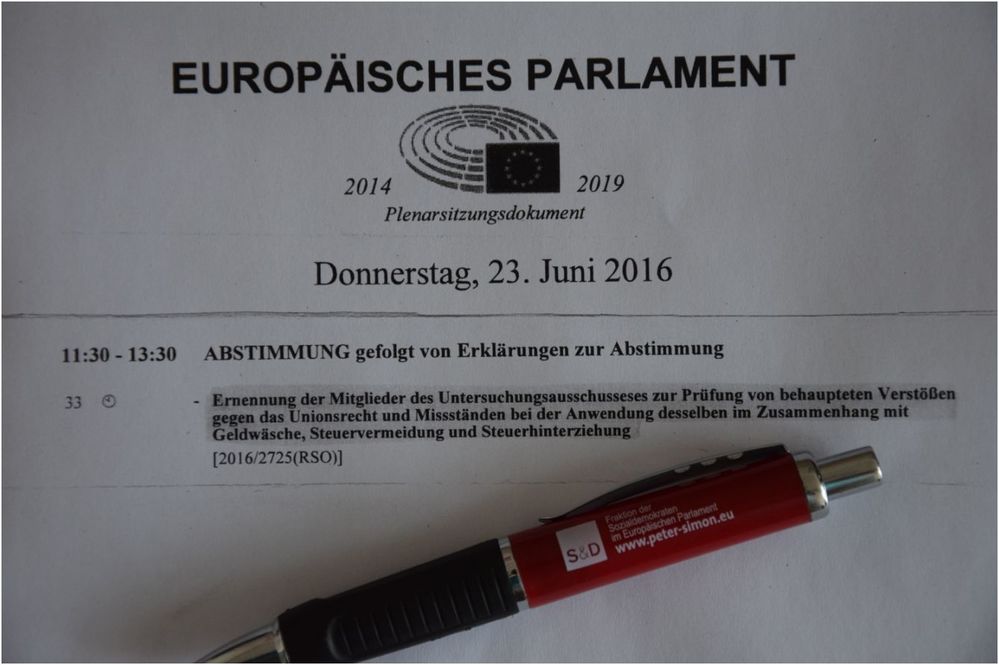 EUROPÄISCHES PARLAMENT
2014 2019
Plenarsitzungsdokument
Donnerstag, 23. Juni 2016
11:30 - 13:30 ABSTIMMUNG gefolgt von Erklärungen zur Abstimmung
33 - Ernennung der Mitglieder des Untersuchungsausschusseses zur Prüfung von behaupteten Verstößen
gegen das Unionsrecht und Missständen bei der Anwendung desselben im Zusammenhang mit
Geldwäsche, Steuervermeidung und Steuerhinterziehung
[2016/2725(RSO)]
S&D
Fraktion der
Sozialdemokraten
im Europäischen Parlament
www.peter-simon.eu